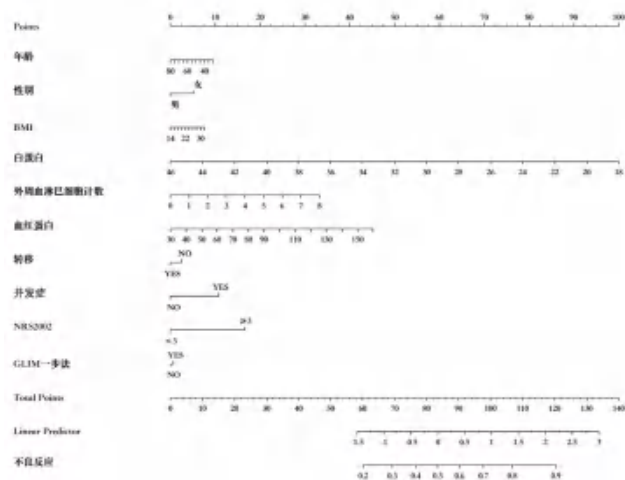 Points
0 10 20 30 40 50 60 70 80 90 100
年龄
80 60 40
性别
女
男
BMI
14 22 30
白蛋白
46 44 42 40 38 36 34 32 30 28 26 24 22 20 18
外周血淋巴细胞计数
0 1 2 3 4 5 6 7 8
血红蛋白
30 40 50 60 70 80 90 110 130 150
转移
NO
YES
并发症
YES
NO
NRS2002
≥3
<3
GLIM一步法
YES
NO
Total Points
0 10 20 30 40 50 60 70 80 90 100 110 120 130 140
Linear Predictor
0 0.5 1 1.5 2 2.5 3
不良反应
0.2 0.3 0.4 0.5 0.6 0.7 0.8 0.9